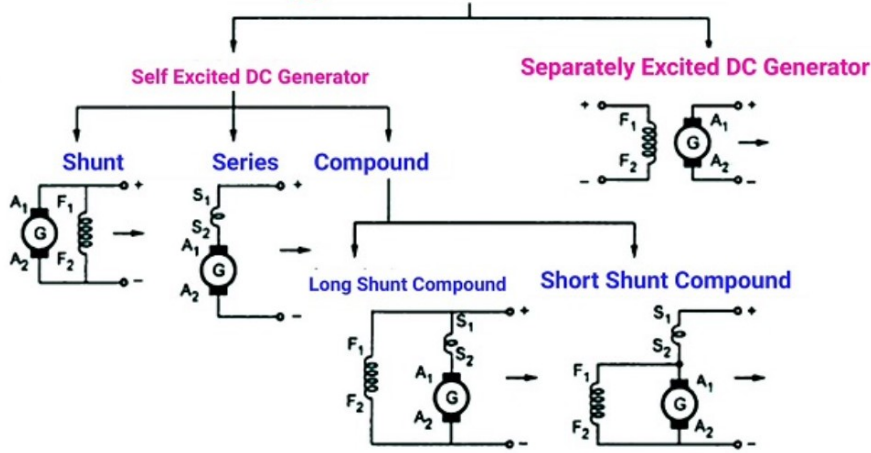 Self Excited DC Generator
Separately Excited DC Generator
+ F₁ F₂ − G A₁ A₂ + −
Shunt
Series
Compound
A₁ F₁ G A₂ F₂ + −
S₁ S₂ A₁ G A₂ + −
Long Shunt Compound
Short Shunt Compound
F₁ F₂ S₁ S₂ A₁ G A₂ + −
S₁ S₂ F₁ F₂ A₁ G A₂ + −